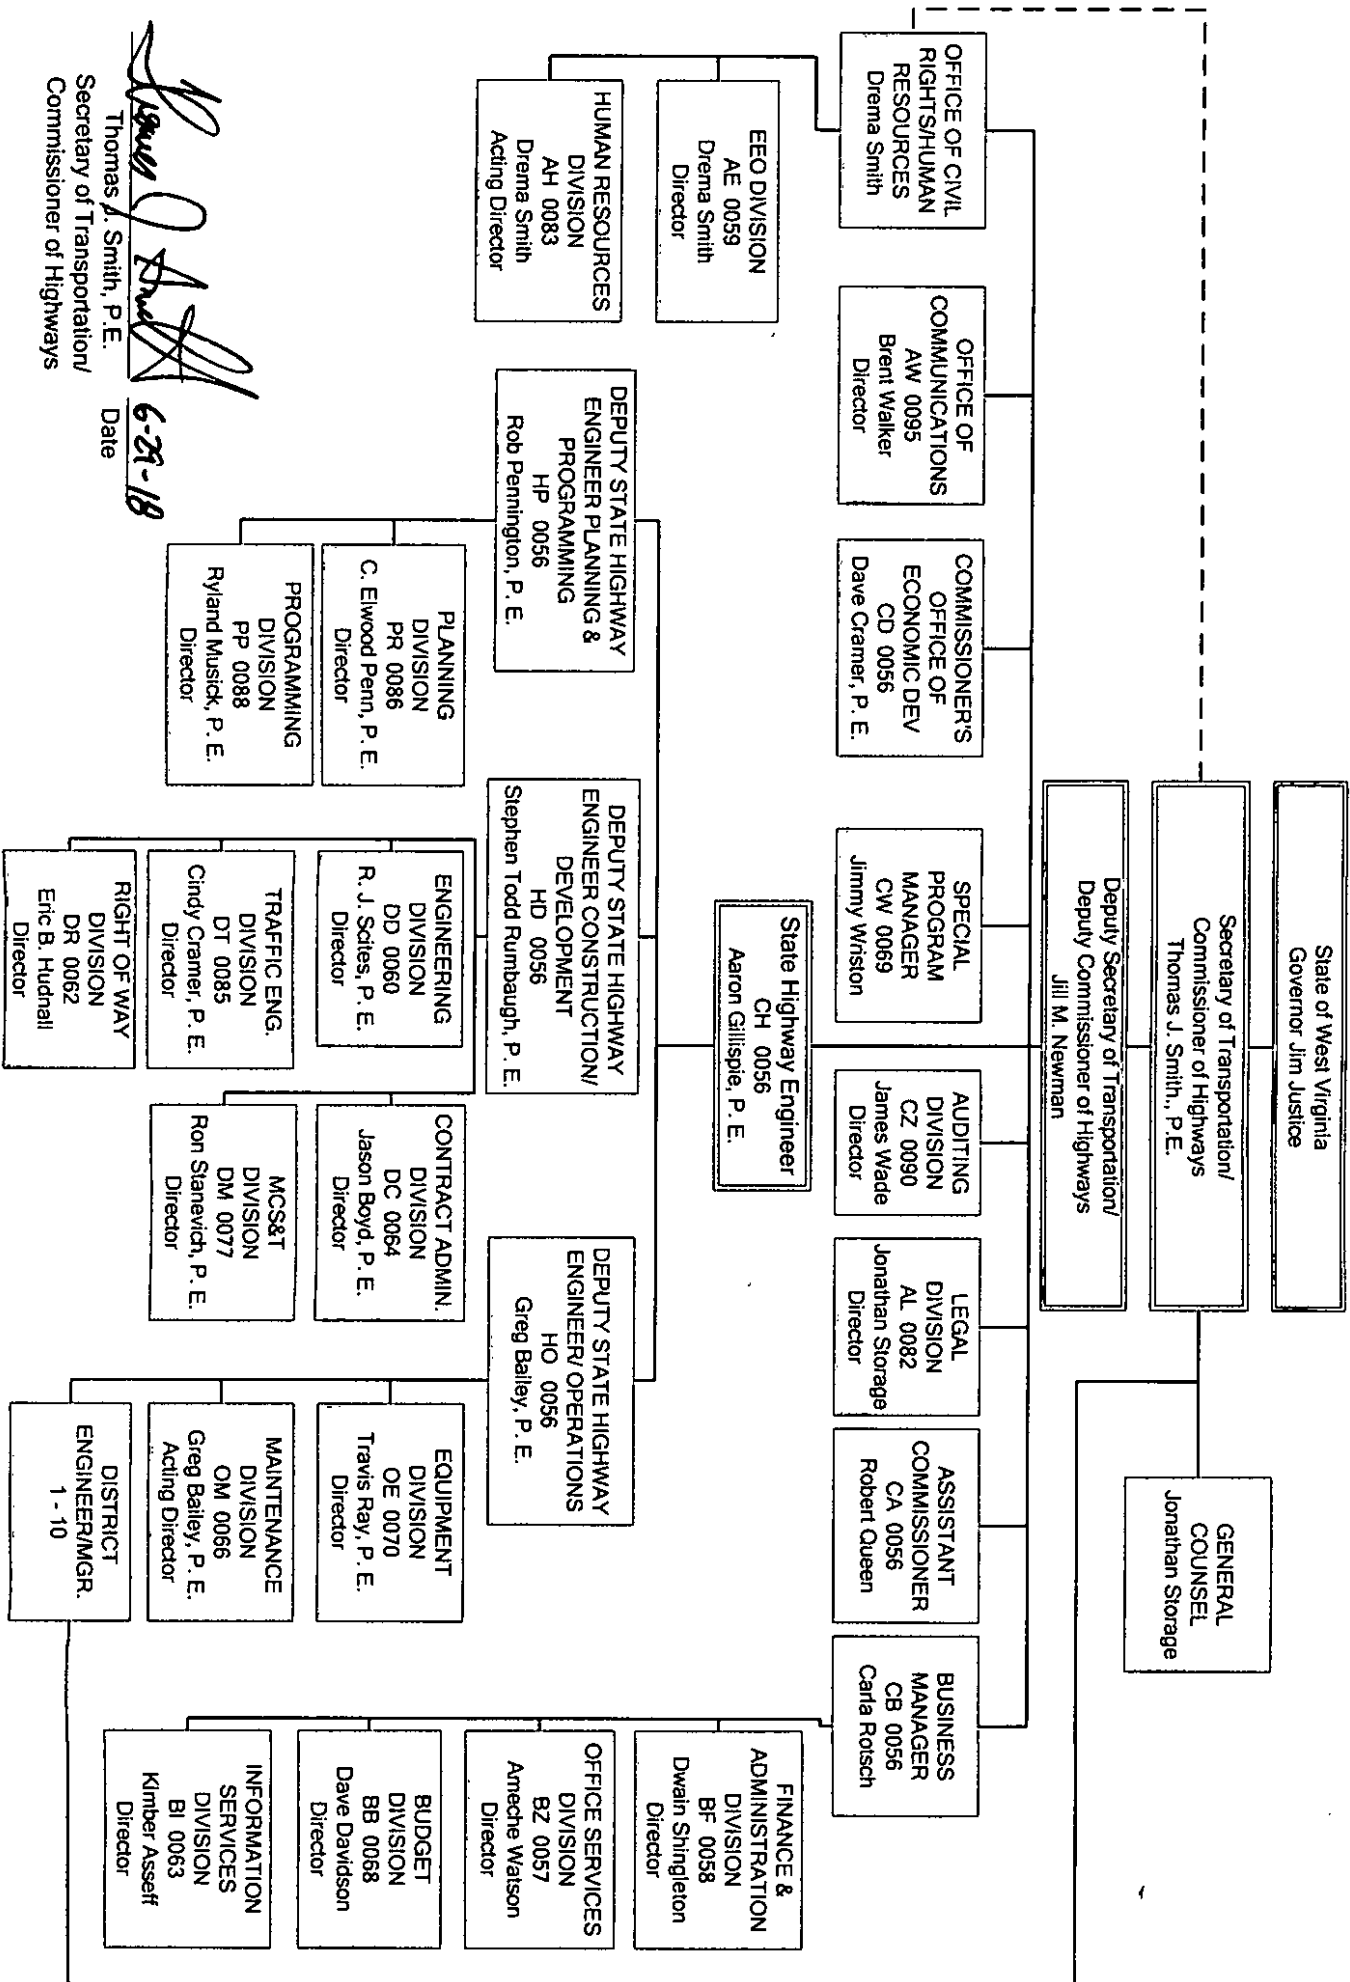 State of West Virginia
Governor Jim Justice
Secretary of Transportation/
Commissioner of Highways
Thomas J. Smith., P.E.
GENERAL
COUNSEL
Jonathan Storage
Deputy Secretary of Transportation/
Deputy Commissioner of Highways
Jill M. Newman
OFFICE OF CIVIL
RIGHTS/HUMAN
RESOURCES
Drema Smith
OFFICE OF
COMMUNICATIONS
AW 0095
Brent Walker
Director
COMMISSIONER'S
OFFICE OF
ECONOMIC DEV
CD 0056
Dave Cramer, P. E.
SPECIAL
PROGRAM
MANAGER
CW 0069
Jimmy Wriston
AUDITING
DIVISION
CZ 0090
James Wade
Director
LEGAL
DIVISION
AL 0082
Jonathan Storage
Director
ASSISTANT
COMMISSIONER
CA 0056
Robert Queen
BUSINESS
MANAGER
CB 0056
Carla Rotsch
EEO DIVISION
AE 0059
Drema Smith
Director
HUMAN RESOURCES
DIVISION
AH 0083
Drema Smith
Acting Director
State Highway Engineer
CH 0056
Aaron Gillispie, P. E.
FINANCE &
ADMINISTRATION
DIVISION
BF 0058
Dwain Shingleton
OFFICE SERVICES
DIVISION
BZ 0057
Ameche Watson
Director
BUDGET
DIVISION
BB 0068
Dave Davidson
Director
INFORMATION
SERVICES
DIVISION
BI 0063
Kimber Asseff
Director
DEPUTY STATE HIGHWAY
ENGINEER PLANNING &
PROGRAMMING
HP 0056
Rob Pennington, P. E.
PLANNING
DIVISION
PR 0086
C. Elwood Penn, P. E.
Director
PROGRAMMING
DIVISION
PP 0088
Ryland Musick, P. E.
Director
DEPUTY STATE HIGHWAY
ENGINEER CONSTRUCTION/
DEVELOPMENT
HD 0056
Stephen Todd Rumbaugh, P. E.
ENGINEERING
DIVISION
DD 0060
R. J. Scites, P. E.
Director
TRAFFIC ENG.
DIVISION
DT 0085
Cindy Cramer, P. E.
Director
RIGHT OF WAY
DIVISION
DR 0062
Eric B. Hudnall
Director
CONTRACT ADMIN.
DIVISION
DC 0064
Jason Boyd, P. E.
Director
MCS&T
DIVISION
DM 0077
Ron Stanevich, P. E.
Director
DEPUTY STATE HIGHWAY
ENGINEER/ OPERATIONS
HO 0056
Greg Bailey, P. E.
EQUIPMENT
DIVISION
OE 0070
Travis Ray, P. E.
Director
MAINTENANCE
DIVISION
OM 0066
Greg Bailey, P. E.
Acting Director
DISTRICT
ENGINEER/MGR.
1 - 10
6-29-18
Thomas J. Smith, P.E. Date
Secretary of Transportation/
Commissioner of Highways